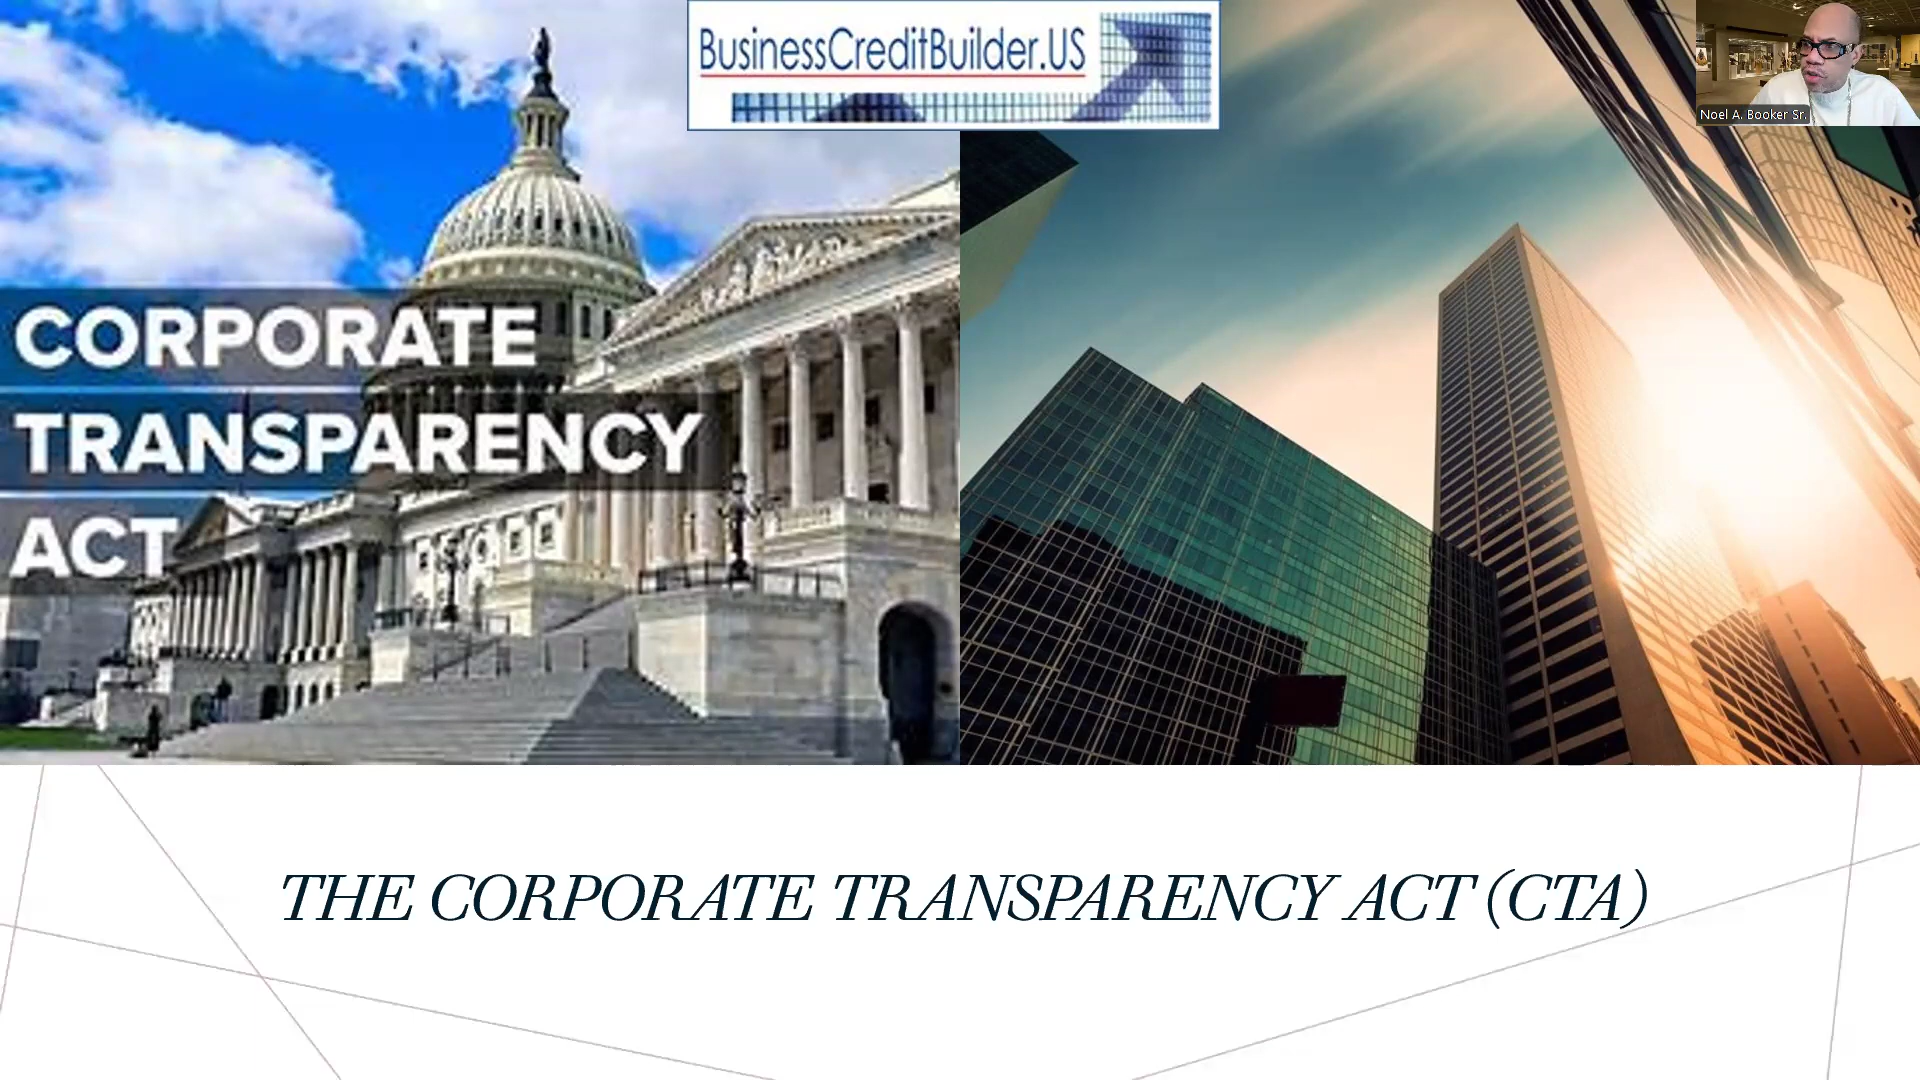 BusinessCreditBuilder.US
Noel A. Booker Sr.
CORPORATE
TRANSPARENCY
ACT
THE CORPORATE TRANSPARENCY ACT (CTA)